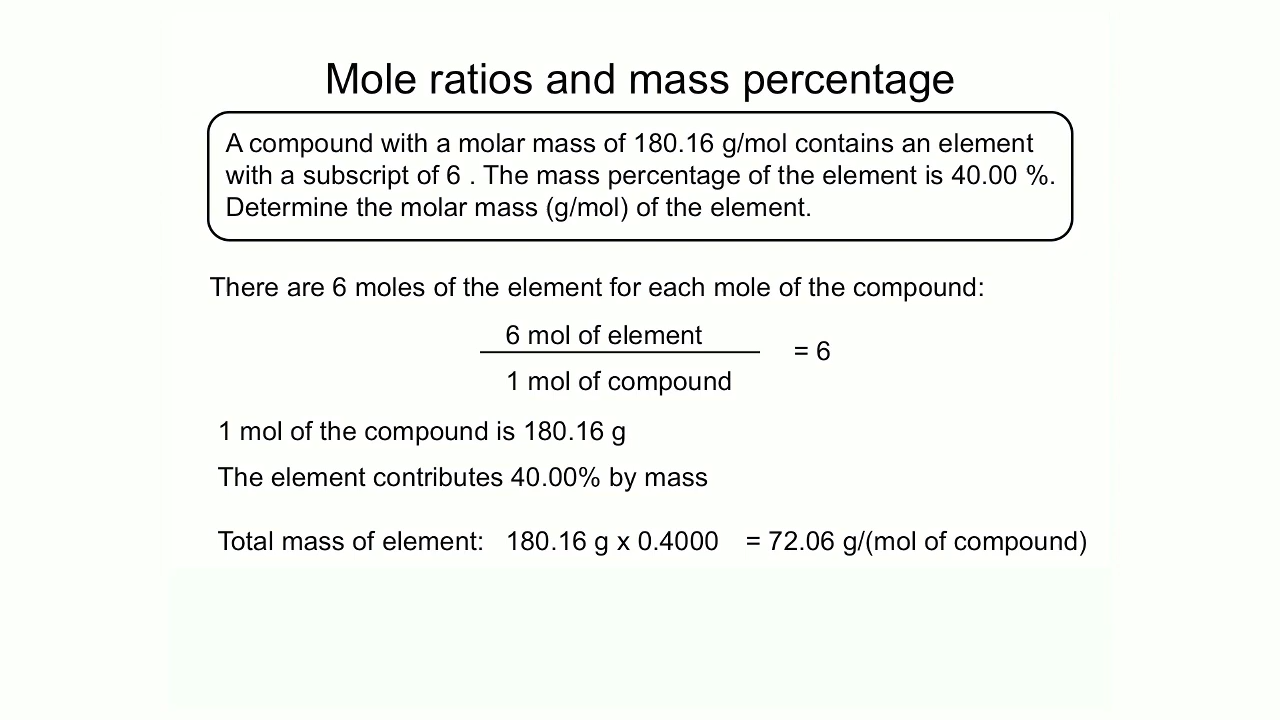 Mole ratios and mass percentage
A compound with a molar mass of 180.16 g/mol contains an element
with a subscript of 6 . The mass percentage of the element is 40.00 %.
Determine the molar mass (g/mol) of the element.
There are 6 moles of the element for each mole of the compound:
6 mol of element
= 6
1 mol of compound
1 mol of the compound is 180.16 g
The element contributes 40.00% by mass
Total mass of element: 180.16 g x 0.4000 = 72.06 g/(mol of compound)